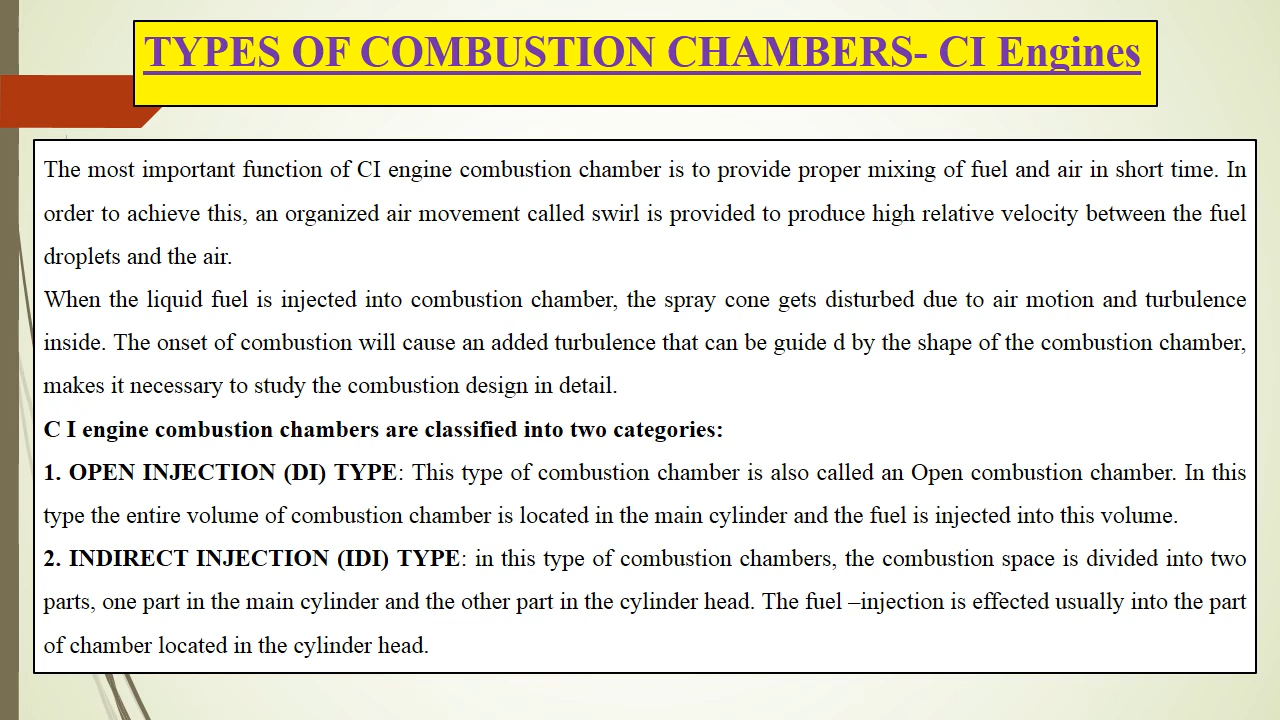 TYPES OF COMBUSTION CHAMBERS- CI Engines
The most important function of CI engine combustion chamber is to provide proper mixing of fuel and air in short time. In
order to achieve this, an organized air movement called swirl is provided to produce high relative velocity between the fuel
droplets and the air.
When the liquid fuel is injected into combustion chamber, the spray cone gets disturbed due to air motion and turbulence
inside. The onset of combustion will cause an added turbulence that can be guide d by the shape of the combustion chamber,
makes it necessary to study the combustion design in detail.
C I engine combustion chambers are classified into two categories:
1. OPEN INJECTION (DI) TYPE: This type of combustion chamber is also called an Open combustion chamber. In this
type the entire volume of combustion chamber is located in the main cylinder and the fuel is injected into this volume.
2. INDIRECT INJECTION (IDI) TYPE: in this type of combustion chambers, the combustion space is divided into two
parts, one part in the main cylinder and the other part in the cylinder head. The fuel –injection is effected usually into the part
of chamber located in the cylinder head.